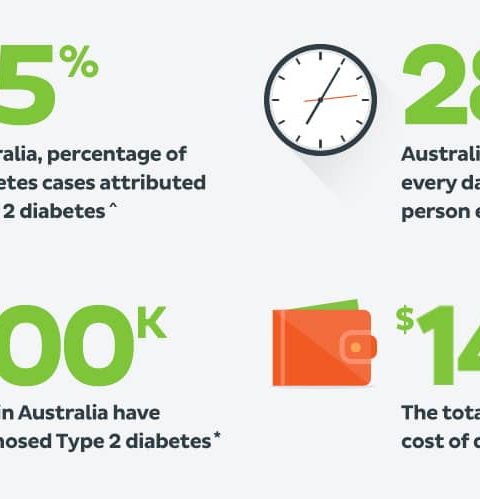 5%
ralia, percentage of
etes cases attributed
2 diabetes^
28
Australi
every da
person e
00K
in Australia have
nosed Type 2 diabetes*
$14
The tota
cost of d